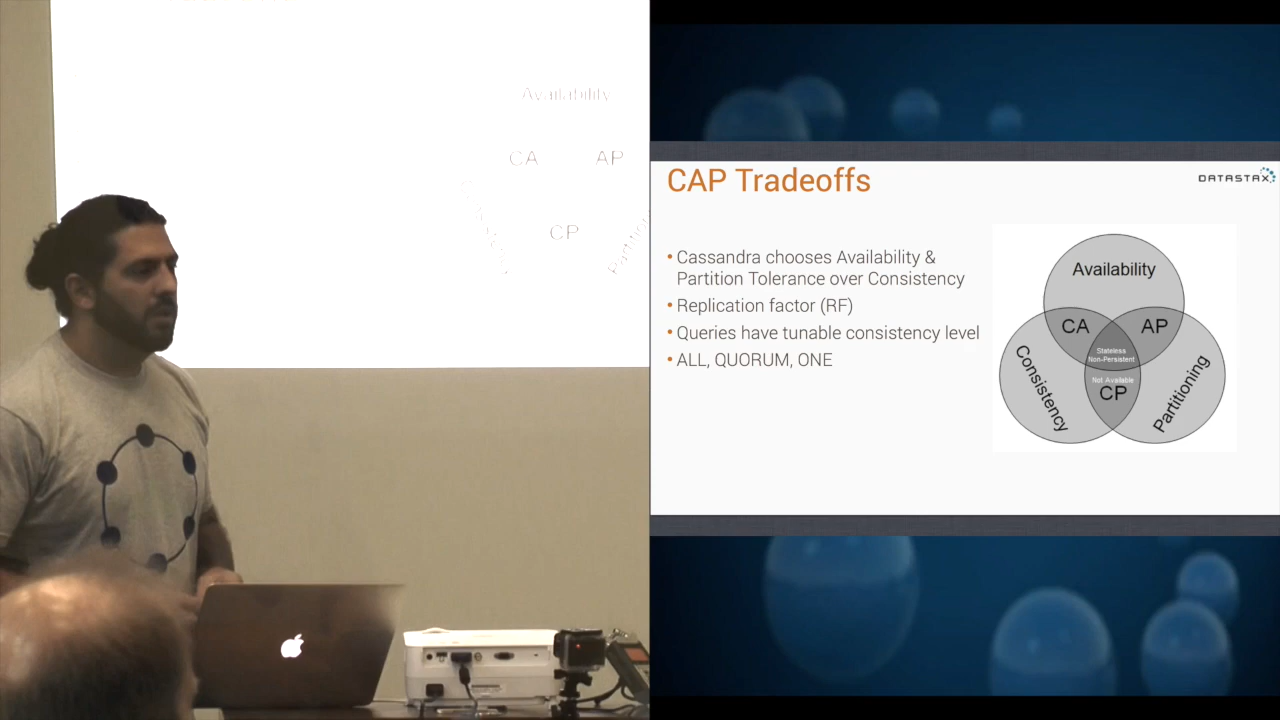 Availability
CA
AP
CP
CAP Tradeoffs
DATASTAX
• Cassandra chooses Availability &
Partition Tolerance over Consistency
• Replication factor (RF)
• Queries have tunable consistency level
• ALL, QUORUM, ONE
Availability
CA
AP
Stateless
Non-Persistent
Not Available
CP
Consistency
Partitioning